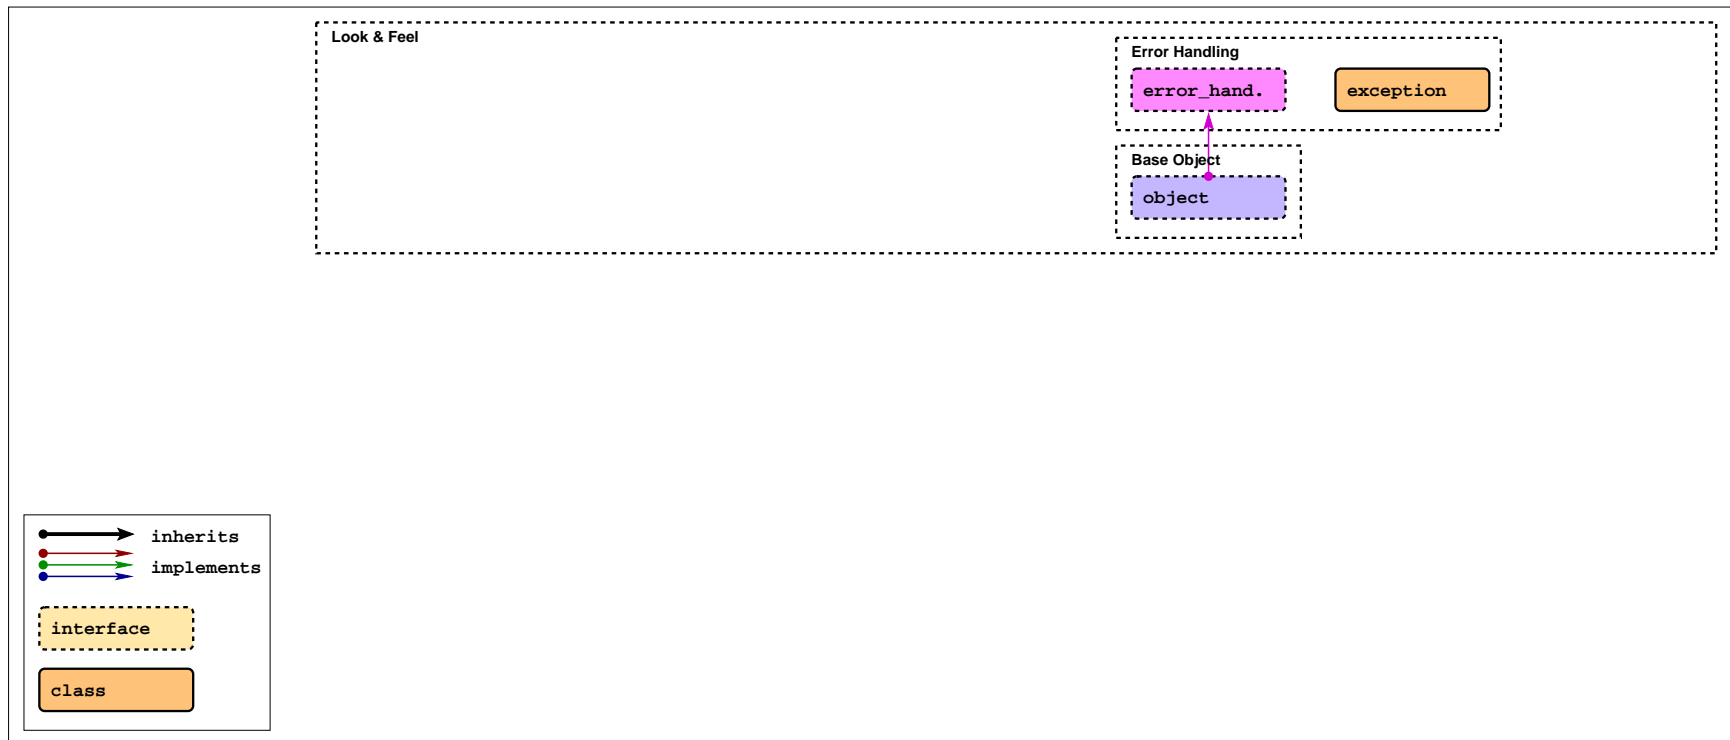 Look & Feel
Error Handling
error_hand.
exception
Base Object
object
inherits
implements
interface
class